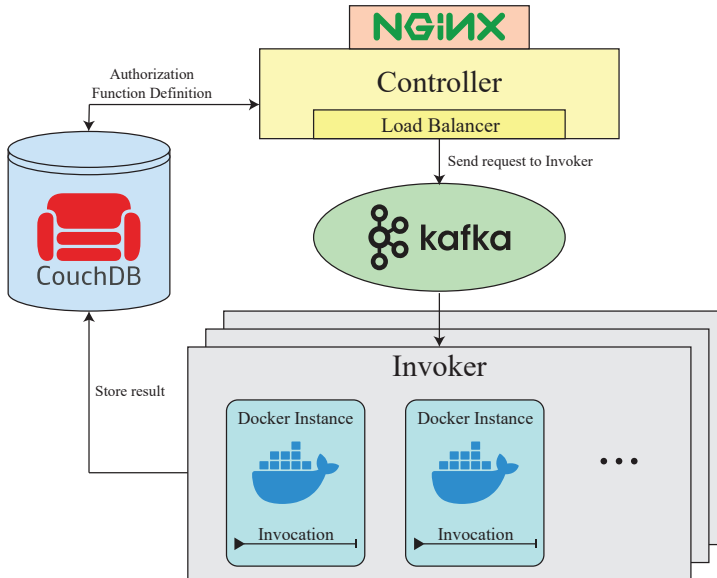 NGINX
Controller
Load Balancer
Authorization
Function Definition
Send request to Invoker
kafka
CouchDB
Invoker
Store result
Docker Instance
Docker Instance
...
Invocation
Invocation